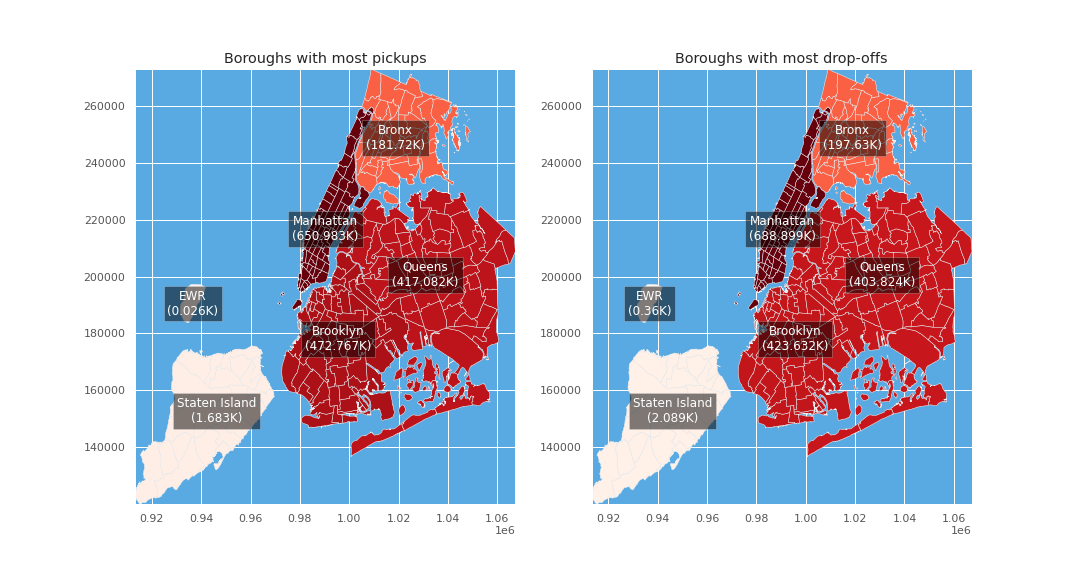 Boroughs with most pickups
260000
240000
220000
200000
180000
160000
140000
Bronx
(181.72K)
Manhattan
(650.983K)
Queens
(417.082K)
EWR
(0.026K)
Brooklyn
(472.767K)
Staten Island
(1.683K)
0.92 0.94 0.96 0.98 1.00 1.02 1.04 1.06
1e6
Boroughs with most drop-offs
260000
240000
220000
200000
180000
160000
140000
Bronx
(197.63K)
Manhattan
(688.899K)
Queens
(403.824K)
EWR
(0.36K)
Brooklyn
(423.632K)
Staten Island
(2.089K)
0.92 0.94 0.96 0.98 1.00 1.02 1.04 1.06
1e6